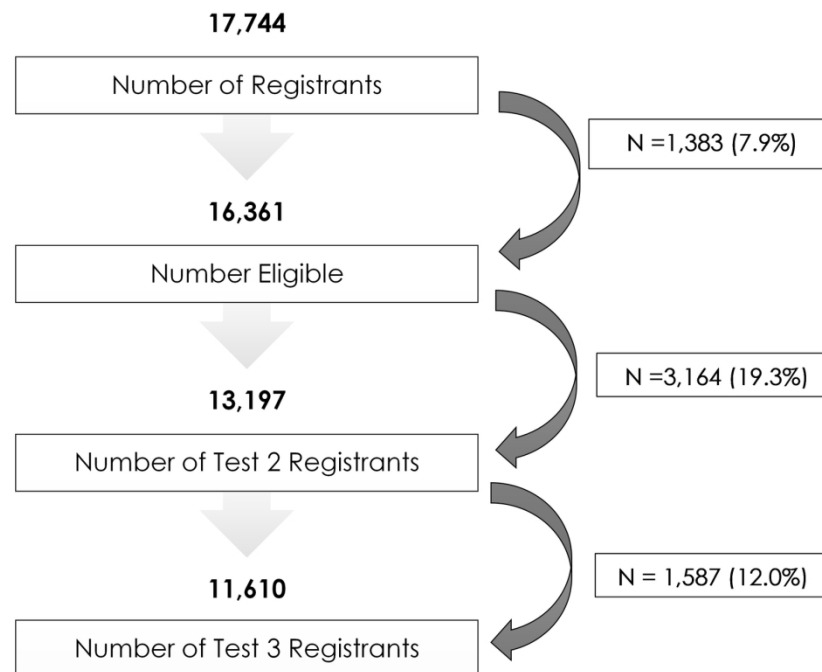 17,744
Number of Registrants
N =1,383 (7.9%)
16,361
Number Eligible
N =3,164 (19.3%)
13,197
Number of Test 2 Registrants
N = 1,587 (12.0%)
11,610
Number of Test 3 Registrants